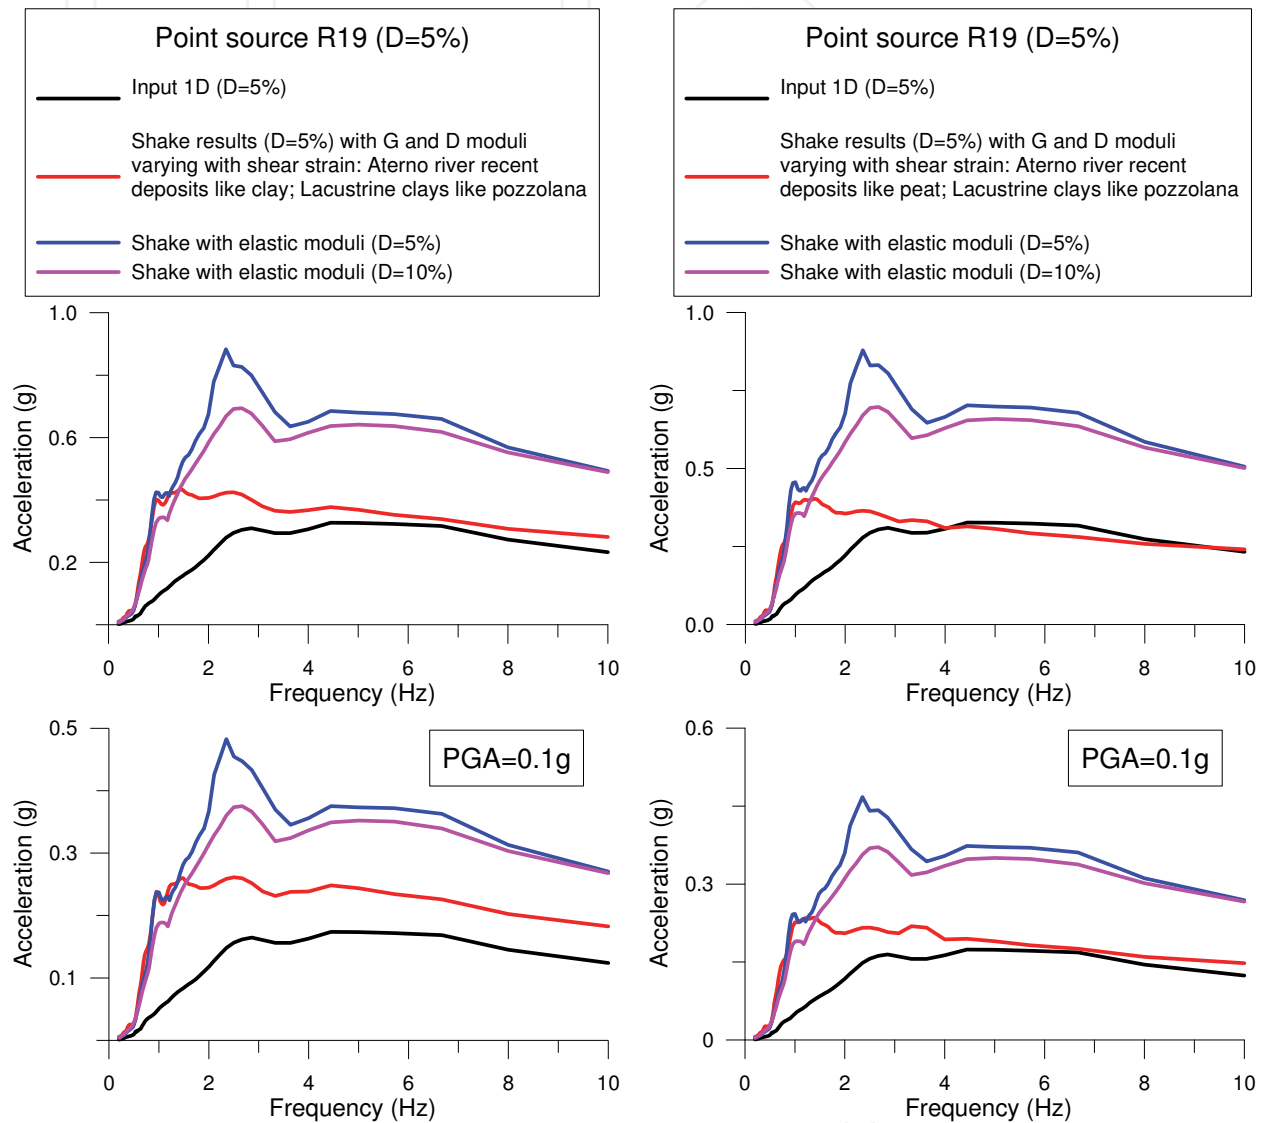 Point source R19 (D=5%)
Input 1D (D=5%)
Shake results (D=5%) with G and D moduli
varying with shear strain: Aterno river recent
deposits like clay; Lacustrine clays like pozzolana
Shake with elastic moduli (D=5%)
Shake with elastic moduli (D=10%)
Point source R19 (D=5%)
Input 1D (D=5%)
Shake results (D=5%) with G and D moduli
varying with shear strain: Aterno river recent
deposits like peat; Lacustrine clays like pozzolana
Shake with elastic moduli (D=5%)
Shake with elastic moduli (D=10%)
1.0
0.6
0.2
Acceleration (g)
0 2 4 6 8 10
Frequency (Hz)
1.0
0.5
0.0
Acceleration (g)
0 2 4 6 8 10
Frequency (Hz)
PGA=0.1g
0.5
0.3
0.1
Acceleration (g)
0 2 4 6 8 10
Frequency (Hz)
PGA=0.1g
0.6
0.3
0
Acceleration (g)
0 2 4 6 8 10
Frequency (Hz)